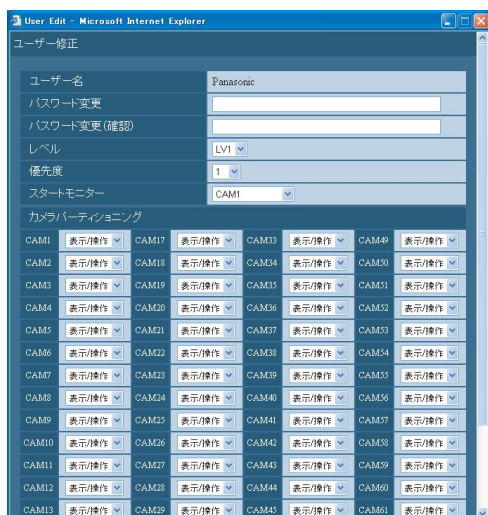 User Edit - Microsoft Internet Explorer
ユーザー修正
ユーザー名 Panasonic
パスワード変更
パスワード変更(確認)
レベル LV1
優先度 1
スタートモニター CAM1
カメラパーティショニング
CAM1 表示/操作 CAM17 表示/操作 CAM33 表示/操作 CAM49 表示/操作
CAM2 表示/操作 CAM18 表示/操作 CAM34 表示/操作 CAM50 表示/操作
CAM3 表示/操作 CAM19 表示/操作 CAM35 表示/操作 CAM51 表示/操作
CAM4 表示/操作 CAM20 表示/操作 CAM36 表示/操作 CAM52 表示/操作
CAM5 表示/操作 CAM21 表示/操作 CAM37 表示/操作 CAM53 表示/操作
CAM6 表示/操作 CAM22 表示/操作 CAM38 表示/操作 CAM54 表示/操作
CAM7 表示/操作 CAM23 表示/操作 CAM39 表示/操作 CAM55 表示/操作
CAM8 表示/操作 CAM24 表示/操作 CAM40 表示/操作 CAM56 表示/操作
CAM9 表示/操作 CAM25 表示/操作 CAM41 表示/操作 CAM57 表示/操作
CAM10 表示/操作 CAM26 表示/操作 CAM42 表示/操作 CAM58 表示/操作
CAM11 表示/操作 CAM27 表示/操作 CAM43 表示/操作 CAM59 表示/操作
CAM12 表示/操作 CAM28 表示/操作 CAM44 表示/操作 CAM60 表示/操作
CAM13 表示/操作 CAM29 表示/操作 CAM45 表示/操作 CAM61 表示/操作